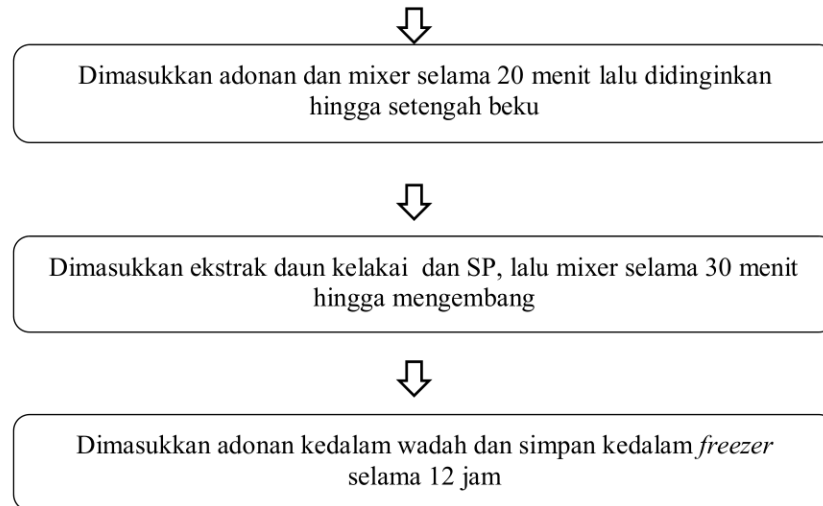 Dimasukkan adonan dan mixer selama 20 menit lalu didinginkan
hingga setengah beku
Dimasukkan ekstrak daun kelakai dan SP, lalu mixer selama 30 menit
hingga mengembang
Dimasukkan adonan kedalam wadah dan simpan kedalam freezer
selama 12 jam